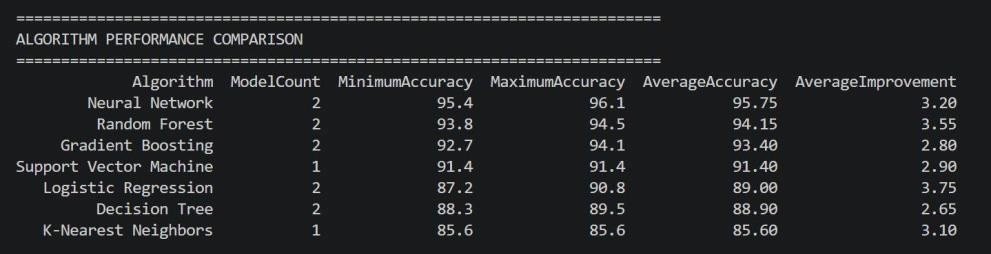 ========================================================================
ALGORITHM PERFORMANCE COMPARISON
========================================================================
Algorithm ModelCount MinimumAccuracy MaximumAccuracy AverageAccuracy AverageImprovement
Neural Network 2 95.4 96.1 95.75 3.20
Random Forest 2 93.8 94.5 94.15 3.55
Gradient Boosting 2 92.7 94.1 93.40 2.80
Support Vector Machine 1 91.4 91.4 91.40 2.90
Logistic Regression 2 87.2 90.8 89.00 3.75
Decision Tree 2 88.3 89.5 88.90 2.65
K-Nearest Neighbors 1 85.6 85.6 85.60 3.10